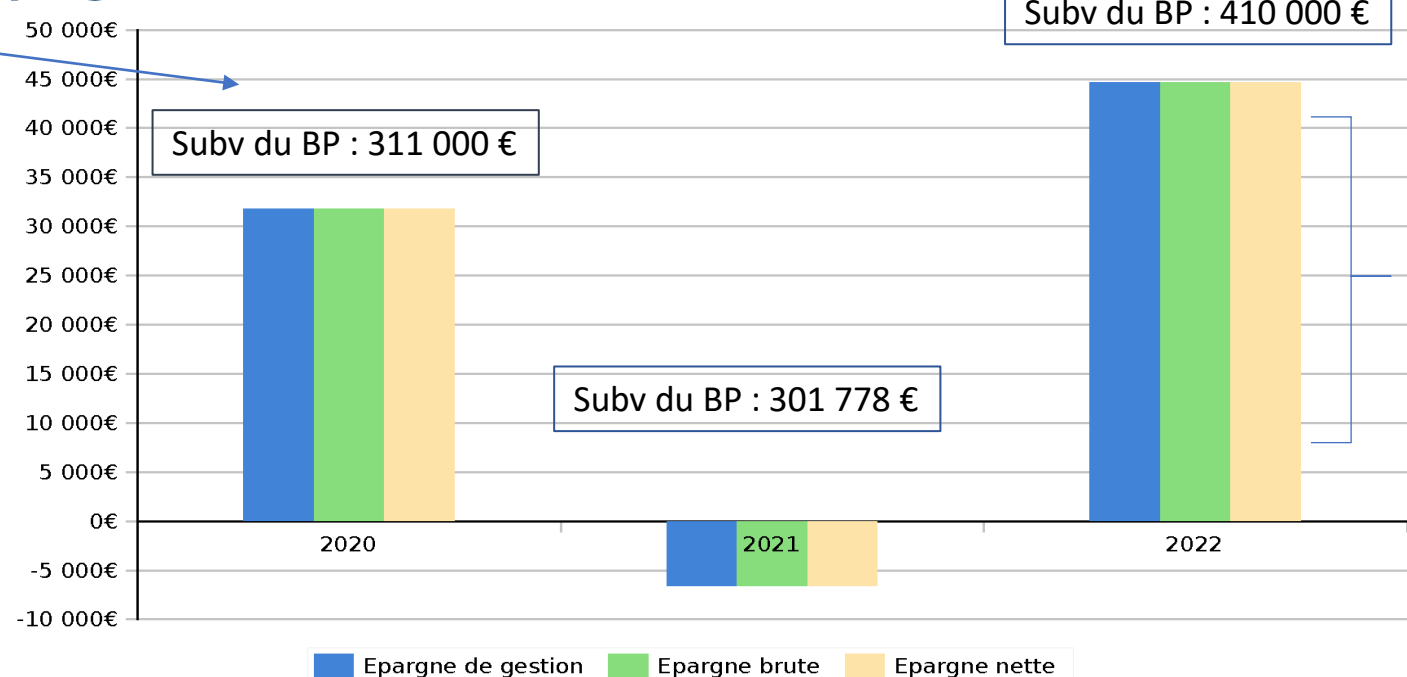 Subv du BP : 410 000 €
50 000€
45 000€
40 000€
Subv du BP : 311 000 €
35 000€
30 000€
25 000€
20 000€
15 000€
Subv du BP : 301 778 €
10 000€
5 000€
0€
2020 2021 2022
-5 000€
-10 000€
Epargne de gestion Epargne brute Epargne nette